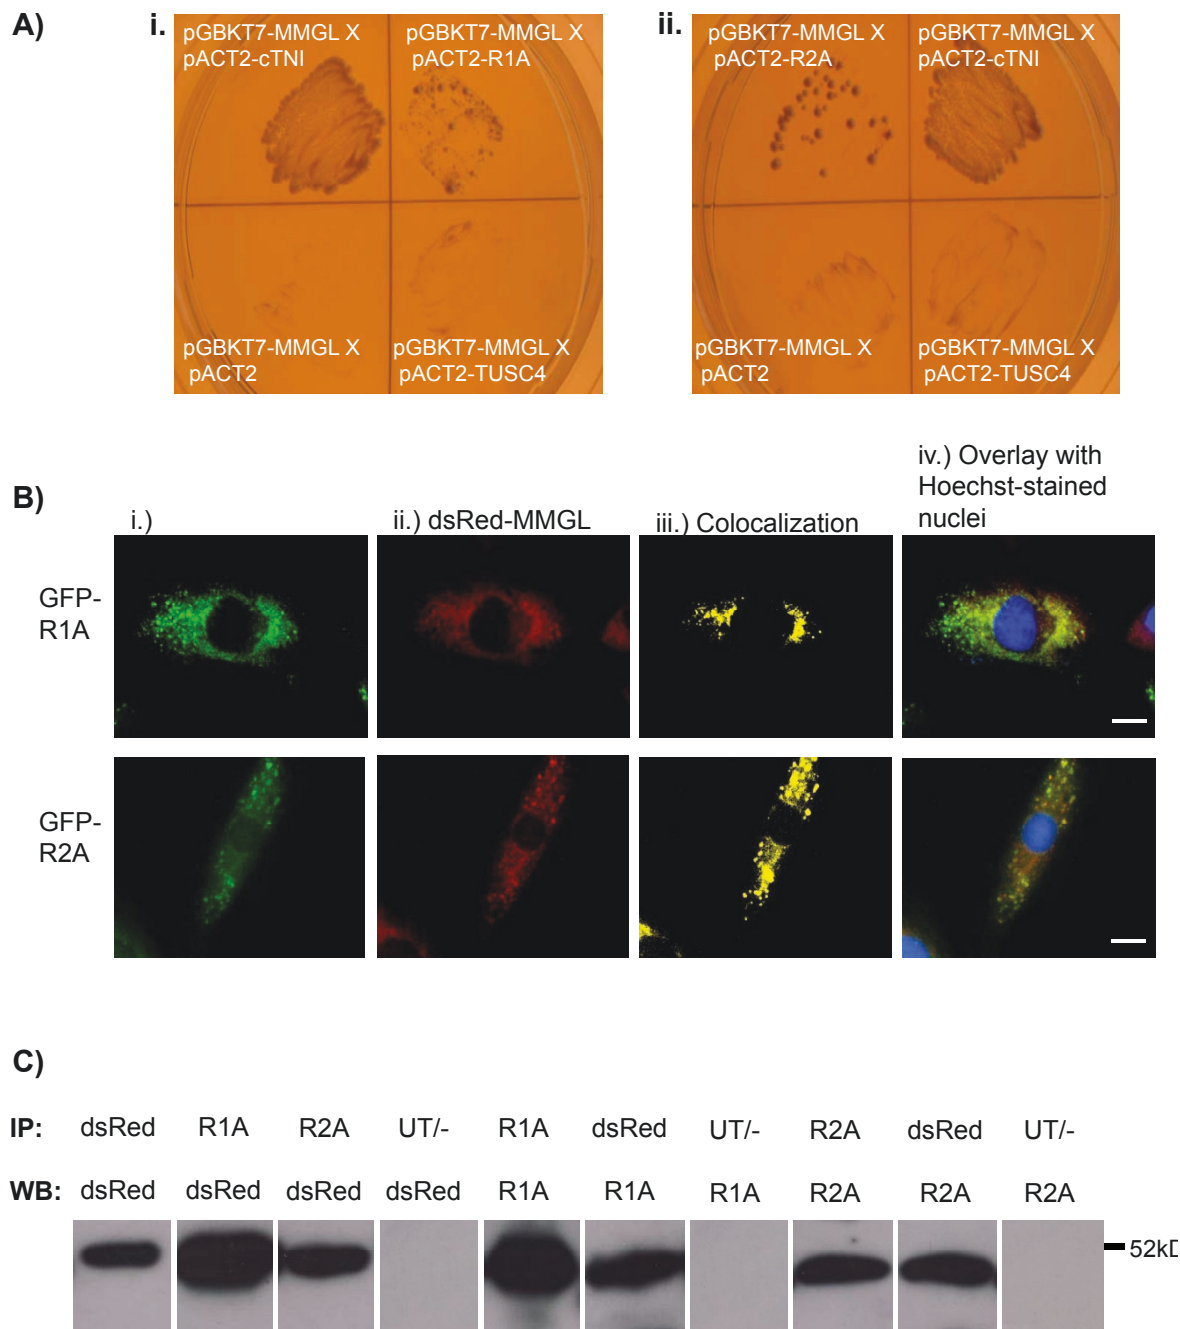 A)
i.
pGBKT7-MMGL X
pACT2-cTNI
pGBKT7-MMGL X
pACT2-R1A
pGBKT7-MMGL X
pACT2
pGBKT7-MMGL X
pACT2-TUSC4
ii.
pGBKT7-MMGL X
pACT2-R2A
pGBKT7-MMGL X
pACT2-cTNI
pGBKT7-MMGL X
pACT2
pGBKT7-MMGL X
pACT2-TUSC4
B)
i.)
ii.) dsRed-MMGL
iii.) Colocalization
iv.) Overlay with
Hoechst-stained
nuclei
GFP-
R1A
GFP-
R2A
C)
IP: dsRed R1A R2A UT/- R1A dsRed UT/- R2A dsRed UT/-
WB: dsRed dsRed dsRed dsRed R1A R1A R1A R2A R2A R2A
52kD